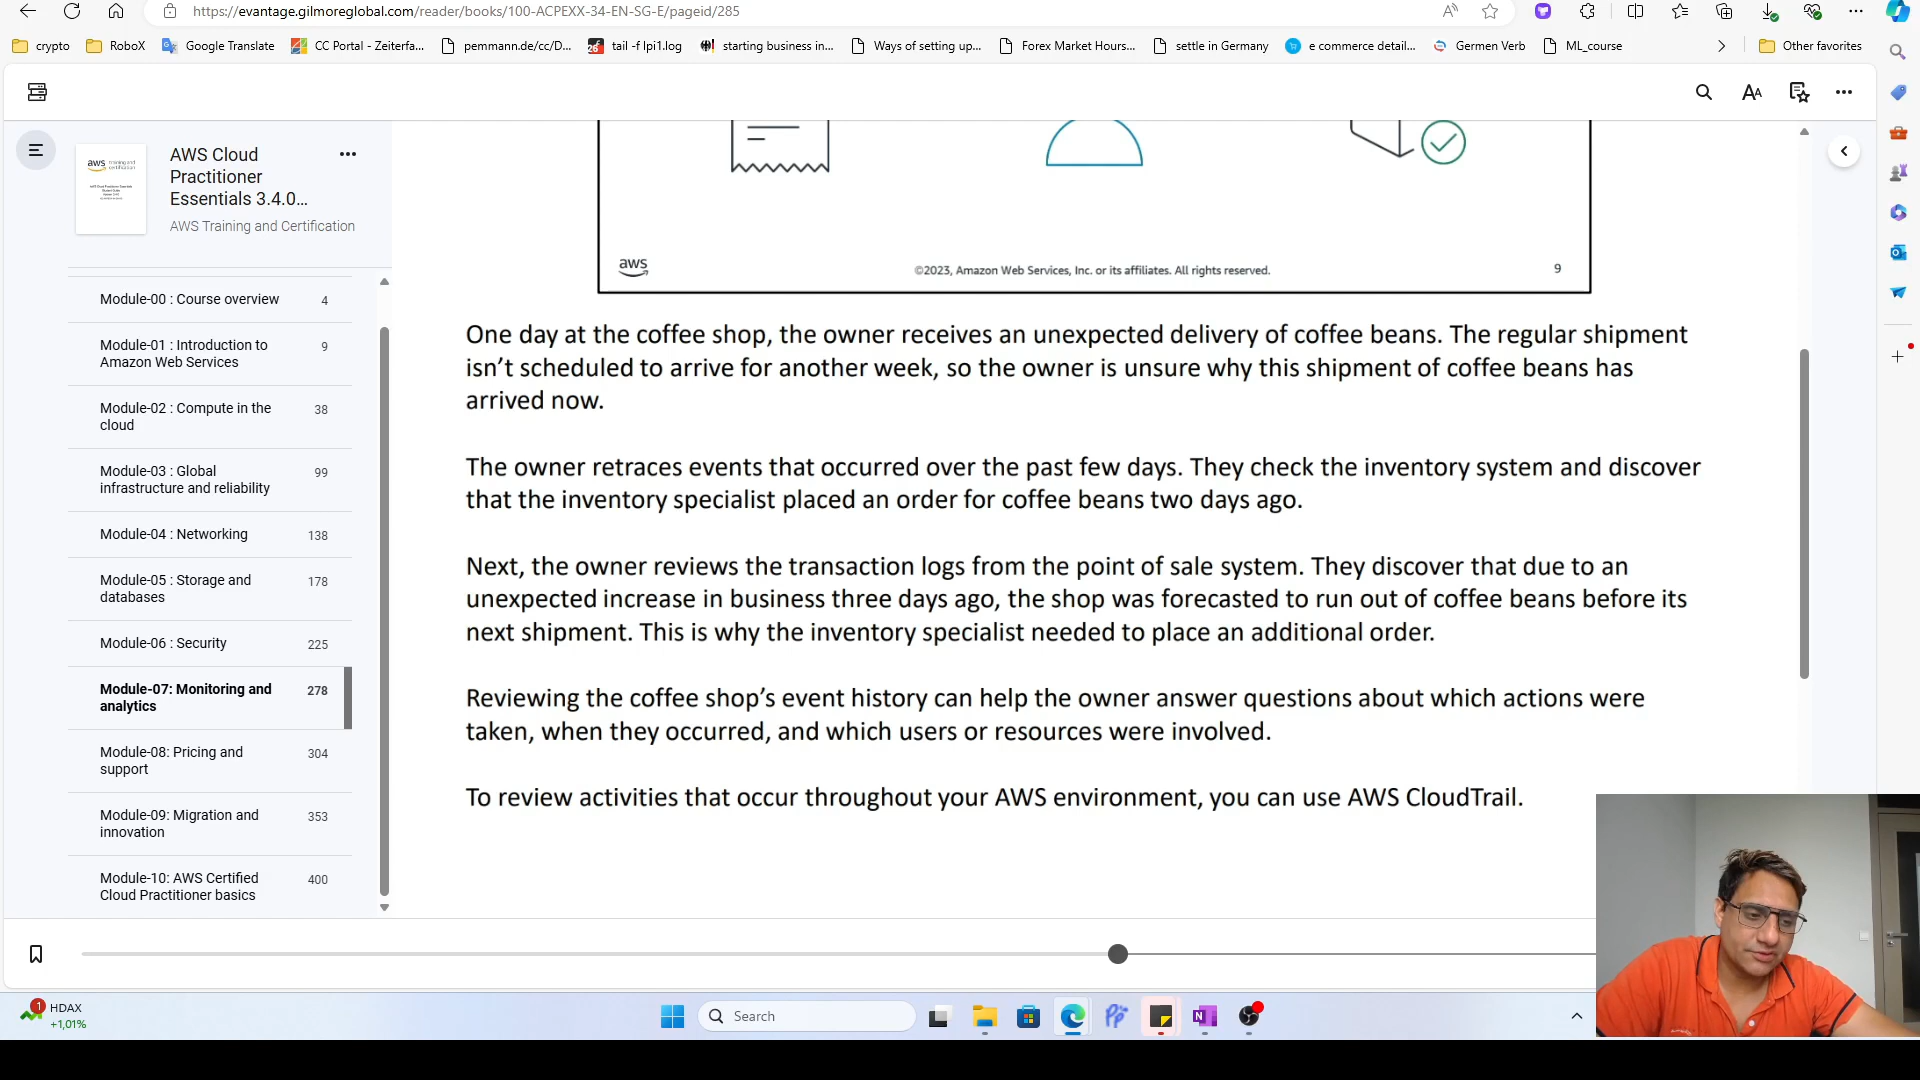 https://evantage.gilmoreglobal.com/reader/books/100-ACPEXX-34-EN-SG-E/pageid/285
crypto
RoboX
Google Translate
CC Portal - Zeiterfa...
pemmann.de/cc/D...
tail -f lpi1.log
starting business in...
Ways of setting up...
Forex Market Hours...
settle in Germany
e commerce detail...
Germen Verb
ML_course
Other favorites
AWS Cloud
Practitioner
Essentials 3.4.0...
AWS Training and Certification
aws training and certification
Module-00 : Course overview 4
Module-01 : Introduction to 9
Amazon Web Services
Module-02 : Compute in the 38
cloud
Module-03 : Global 99
infrastructure and reliability
Module-04 : Networking 138
Module-05 : Storage and 178
databases
Module-06 : Security 225
Module-07: Monitoring and 278
analytics
Module-08: Pricing and 304
support
Module-09: Migration and 353
innovation
Module-10: AWS Certified 400
Cloud Practitioner basics
aws
©2023, Amazon Web Services, Inc. or its affiliates. All rights reserved.
9
One day at the coffee shop, the owner receives an unexpected delivery of coffee beans. The regular shipment
isn't scheduled to arrive for another week, so the owner is unsure why this shipment of coffee beans has
arrived now.
The owner retraces events that occurred over the past few days. They check the inventory system and discover
that the inventory specialist placed an order for coffee beans two days ago.
Next, the owner reviews the transaction logs from the point of sale system. They discover that due to an
unexpected increase in business three days ago, the shop was forecasted to run out of coffee beans before its
next shipment. This is why the inventory specialist needed to place an additional order.
Reviewing the coffee shop's event history can help the owner answer questions about which actions were
taken, when they occurred, and which users or resources were involved.
To review activities that occur throughout your AWS environment, you can use AWS CloudTrail.
1
HDAX
+1,01%
Search